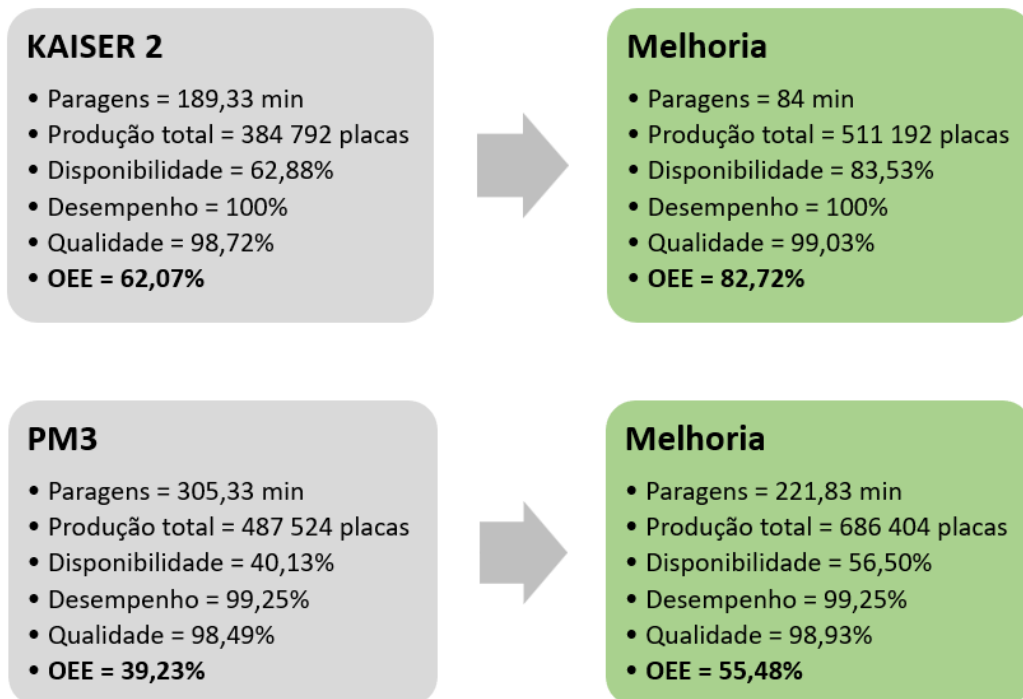 KAISER 2
• Paragens = 189,33 min
• Produção total = 384 792 placas
• Disponibilidade = 62,88%
• Desempenho = 100%
• Qualidade = 98,72%
• OEE = 62,07%
Melhoria
• Paragens = 84 min
• Produção total = 511 192 placas
• Disponibilidade = 83,53%
• Desempenho = 100%
• Qualidade = 99,03%
• OEE = 82,72%
PM3
• Paragens = 305,33 min
• Produção total = 487 524 placas
• Disponibilidade = 40,13%
• Desempenho = 99,25%
• Qualidade = 98,49%
• OEE = 39,23%
Melhoria
• Paragens = 221,83 min
• Produção total = 686 404 placas
• Disponibilidade = 56,50%
• Desempenho = 99,25%
• Qualidade = 98,93%
• OEE = 55,48%